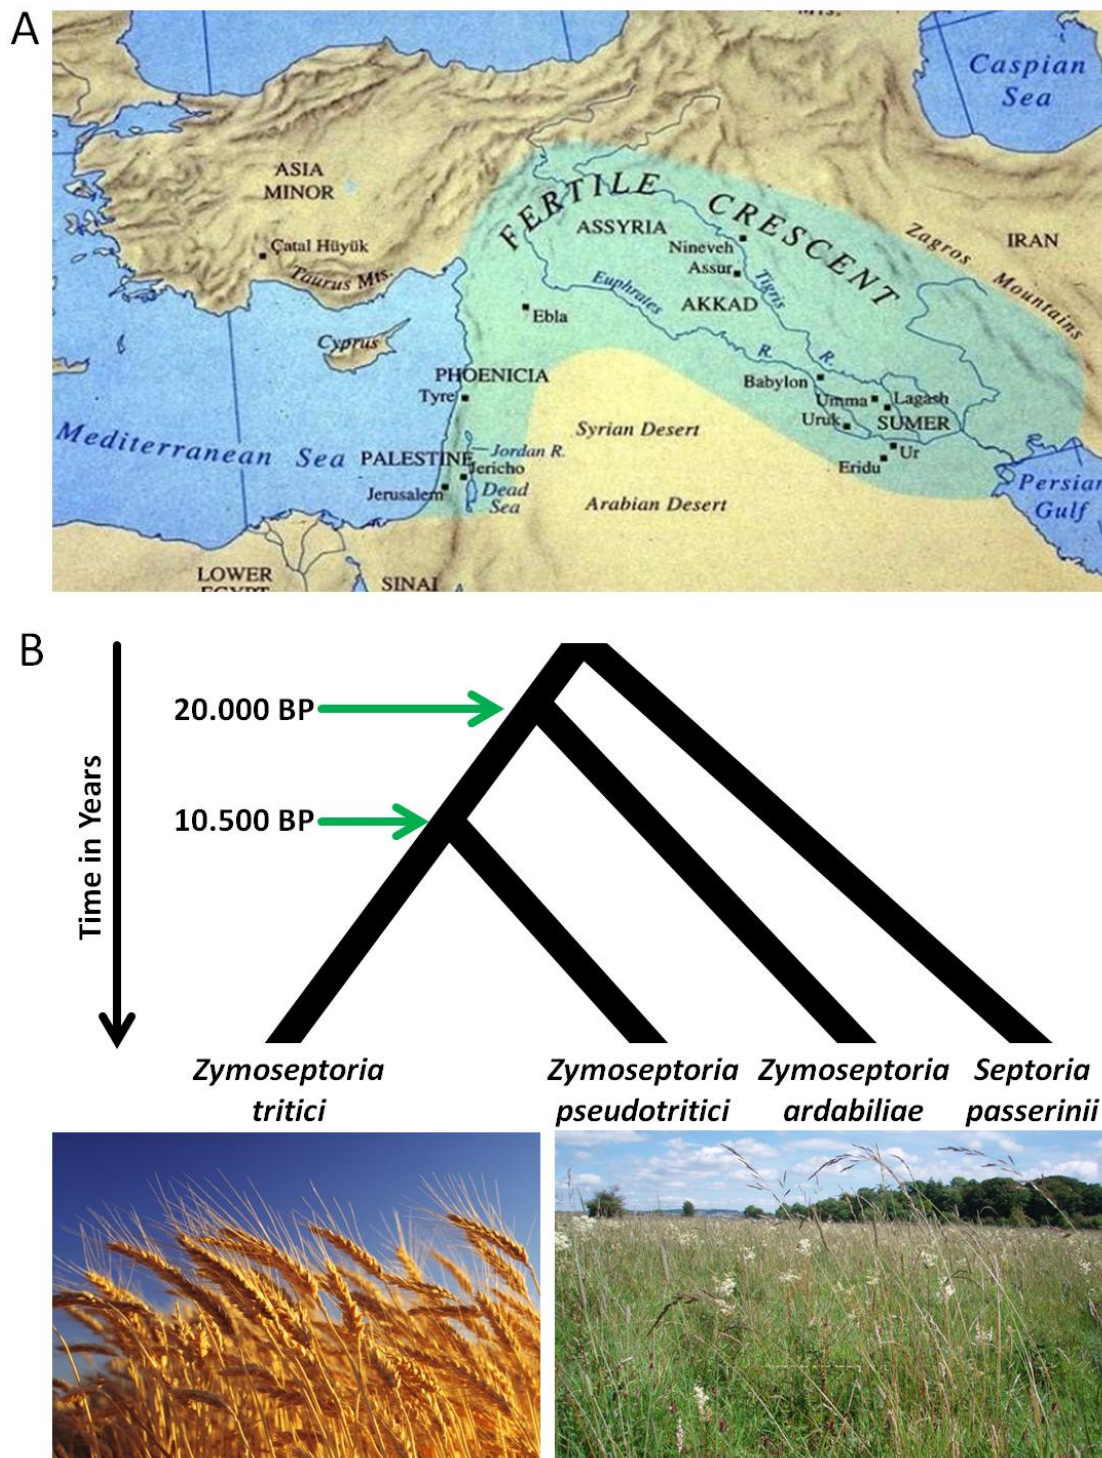 A
Mts.
Caspian
Sea
ASIA
MINOR
FERTILE CRESCENT
ASSYRIA
Nineveh
Zagros
IRAN
Çatal Hüyük
Assur
Taurus Mts.
Euphrates
Tigris
Mountains
AKKAD
Ebla
Cyprus
R.
R.
PHOENICIA
Babylon
Tyre
Umma
Lagash
Uruk
SUMER
Syrian Desert
Mediterranean Sea
Jordan R.
Ur
PALESTINE
Jericho
Eridu
Jerusalem
Dead
Sea
Arabian Desert
Persian
Gulf
LOWER
EGYPT
SINAI
B
Time in Years
20.000 BP
10.500 BP
Zymoseptoria
tritici
Zymoseptoria
pseudotritici
Zymoseptoria
ardabiliae
Septoria
passerinii